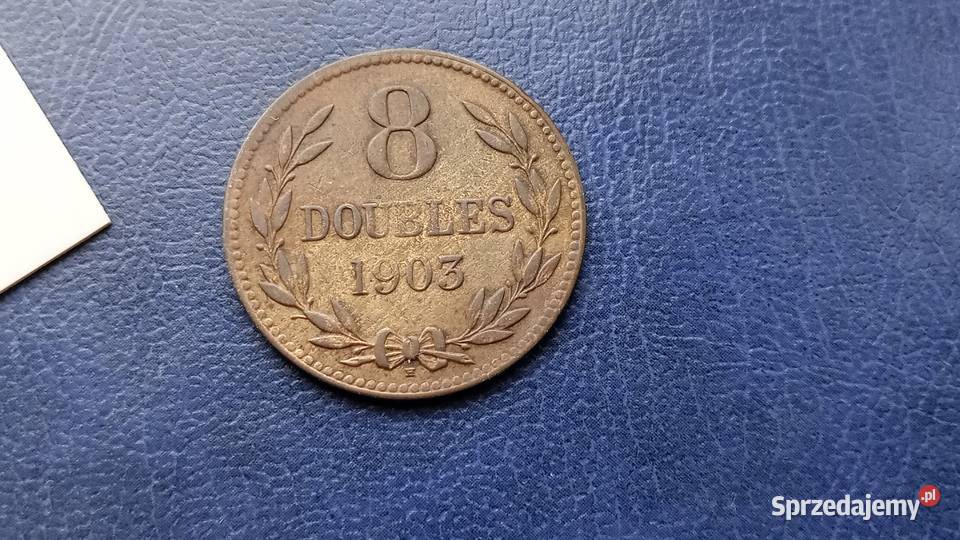 8
DOUBLES
1903
H
Sprzedajemy.pl